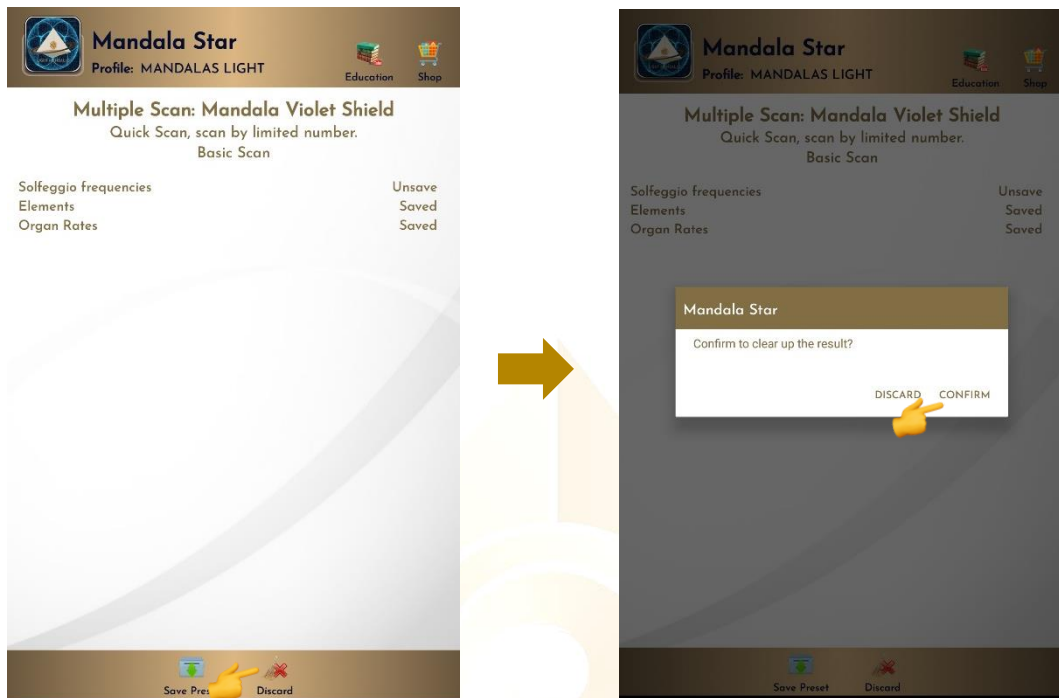 Mandala Star
Profile: MANDALAS LIGHT
Education
Shop
Multiple Scan: Mandala Violet Shield
Quick Scan, scan by limited number.
Basic Scan
Solfeggio frequencies Unsave
Elements Saved
Organ Rates Saved
Save
Discard
Mandala Star
Profile: MANDALAS LIGHT
Education
Shop
Multiple Scan: Mandala Violet Shield
Quick Scan, scan by limited number.
Basic Scan
Solfeggio frequencies Unsave
Elements Saved
Organ Rates Saved
Mandala Star
Confirm to clear up the result?
DISCARD CONFIRM
Save Preset
Discard